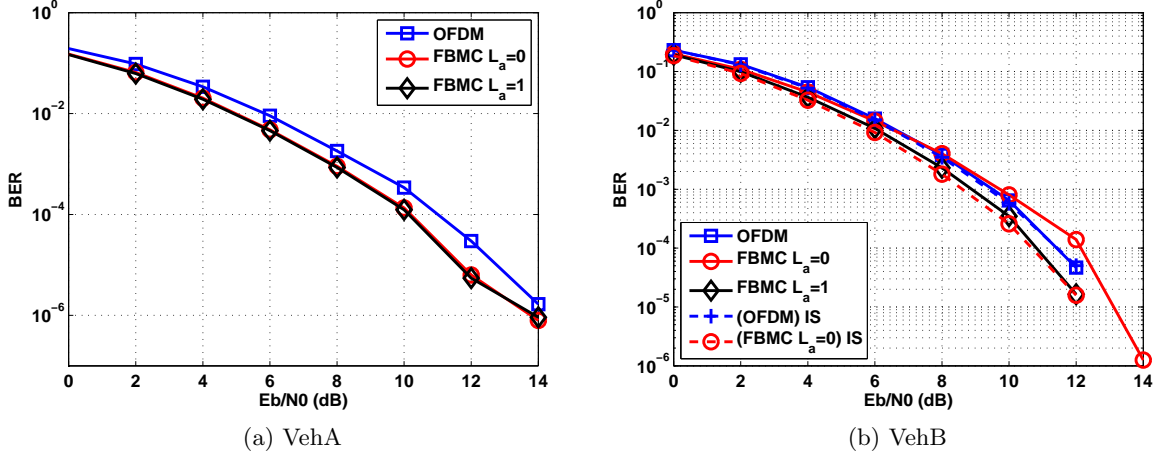 10^0
10^-2
10^-4
10^-6
BER
0 2 4 6 8 10 12 14
Eb/N0 (dB)
OFDM
FBMC L_a=0
FBMC L_a=1
(a) VehA
10^0
10^-1
10^-2
10^-3
10^-4
10^-5
10^-6
BER
0 2 4 6 8 10 12 14
Eb/N0 (dB)
OFDM
FBMC L_a=0
FBMC L_a=1
(OFDM) IS
(FBMC L_a=0) IS
(b) VehB